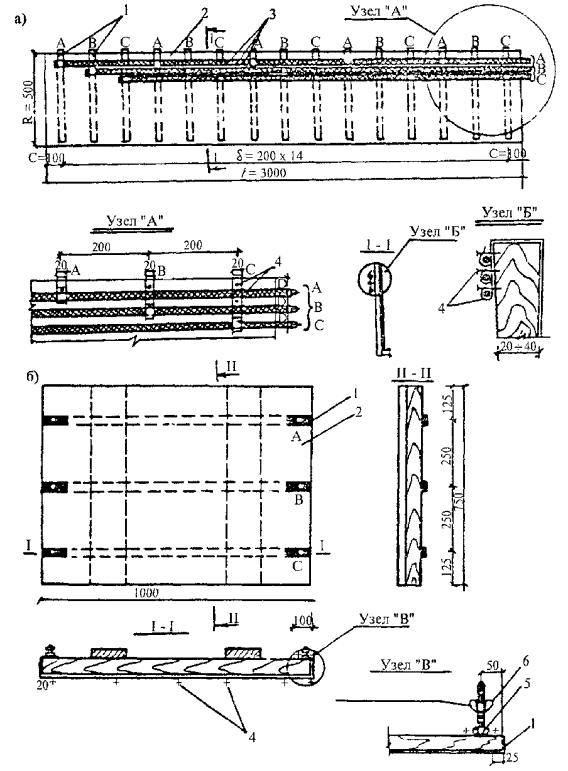 Узел "А"
а)
1 2 I 3
А В С А В С А В С А В С А В С
А
В
С
R = 500
C=100 δ = 200 x 14 C=100
I
ℓ = 3000
Узел "А"
200 200
20 20 20
А В С 4
А
В
С
I - I
Узел "Б"
Узел "Б"
4
20 ÷ 40
б)
II
II - II
1
2
А
В
I С I
1000
125
250
250
125
750
I - I
II
100
Узел "В"
20
4
Узел "В"
50
6
5
1
25